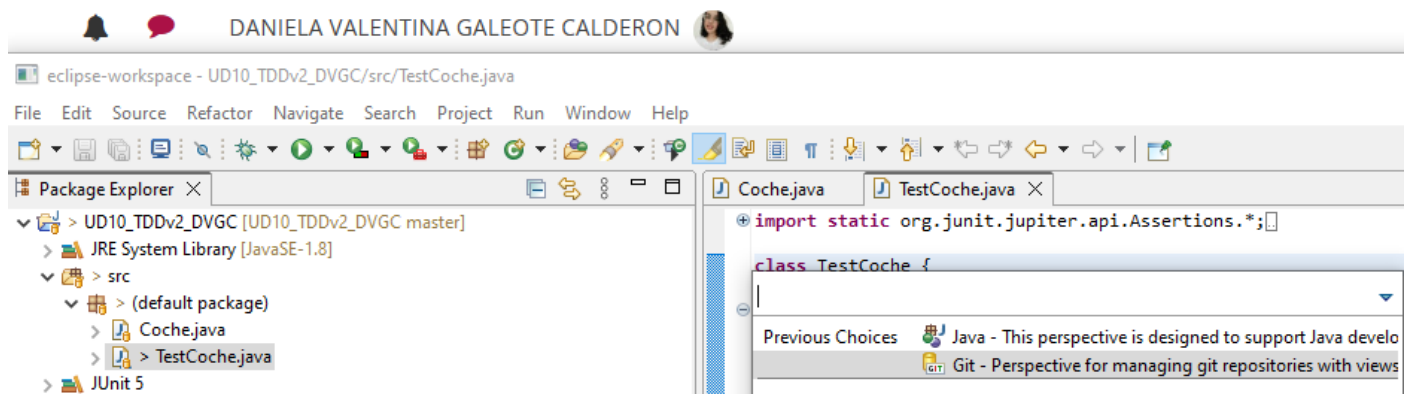 DANIELA VALENTINA GALEOTE CALDERON
eclipse-workspace - UD10_TDDv2_DVGC/src/TestCoche.java
File Edit Source Refactor Navigate Search Project Run Window Help
Package Explorer
Coche.java TestCoche.java
> UD10_TDDv2_DVGC [UD10_TDDv2_DVGC master]
import static org.junit.jupiter.api.Assertions.*;
JRE System Library [JavaSE-1.8]
class TestCoche {
> src
> (default package)
Coche.java
Previous Choices Java - This perspective is designed to support Java develo
> TestCoche.java
GIT Git - Perspective for managing git repositories with views
JUnit 5